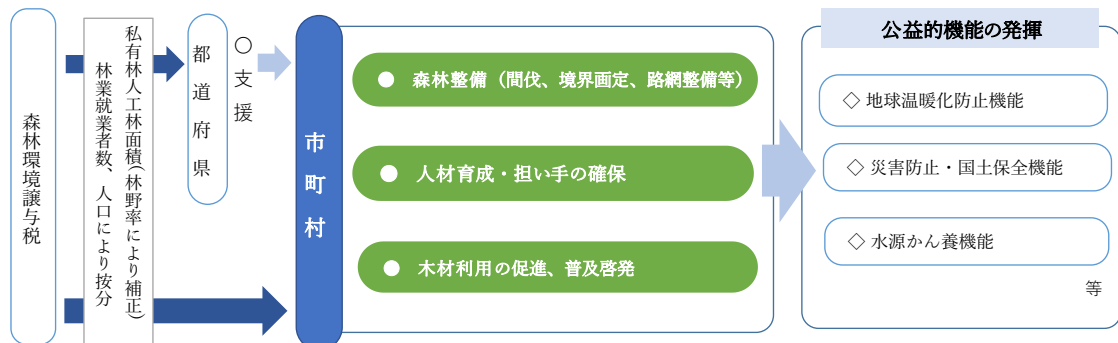 森林環境譲与税
私有林人工林面積(林野率により補正)
林業就業者数、人口により按分
都道府県
○支援
市町村
● 森林整備（間伐、境界画定、路網整備等）
● 人材育成・担い手の確保
● 木材利用の促進、普及啓発
公益的機能の発揮
◇ 地球温暖化防止機能
◇ 災害防止・国土保全機能
◇ 水源かん養機能
等